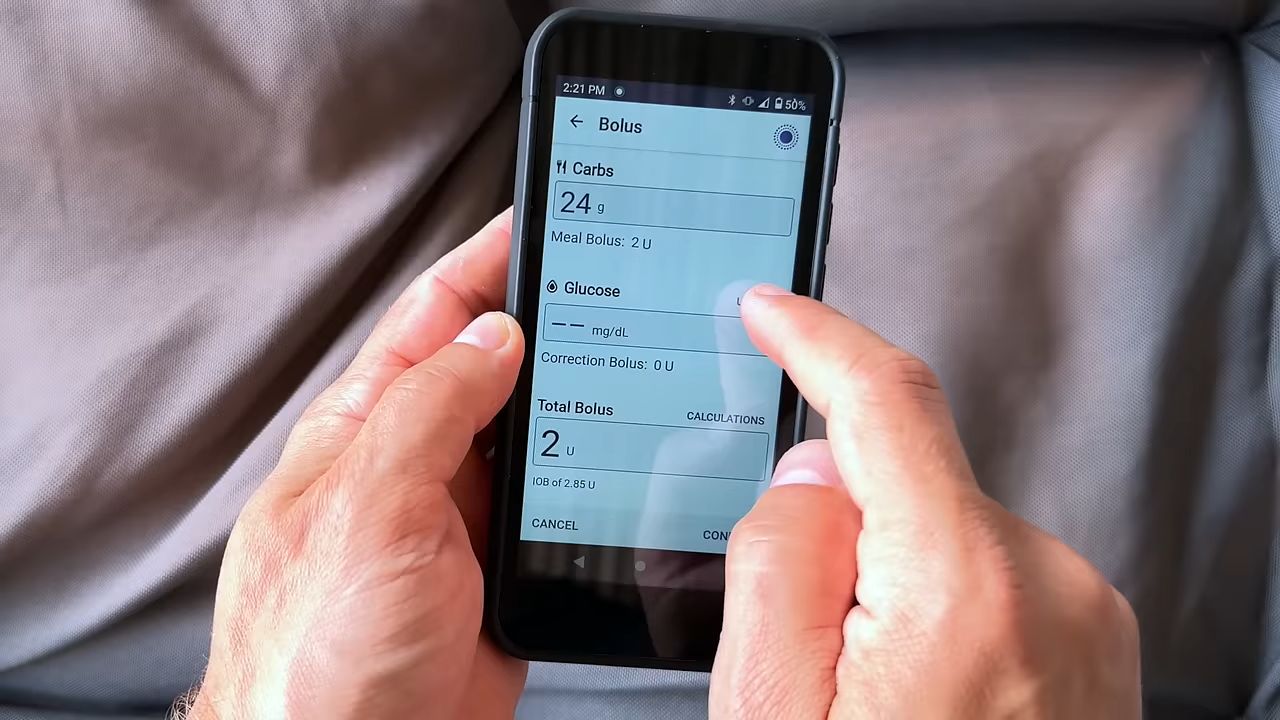 2:21 PM 50%
Bolus
Carbs
24 g
Meal Bolus: 2 U
Glucose
-- mg/dL
Correction Bolus: 0 U
Total Bolus CALCULATIONS
2 U
IOB of 2.85 U
CANCEL